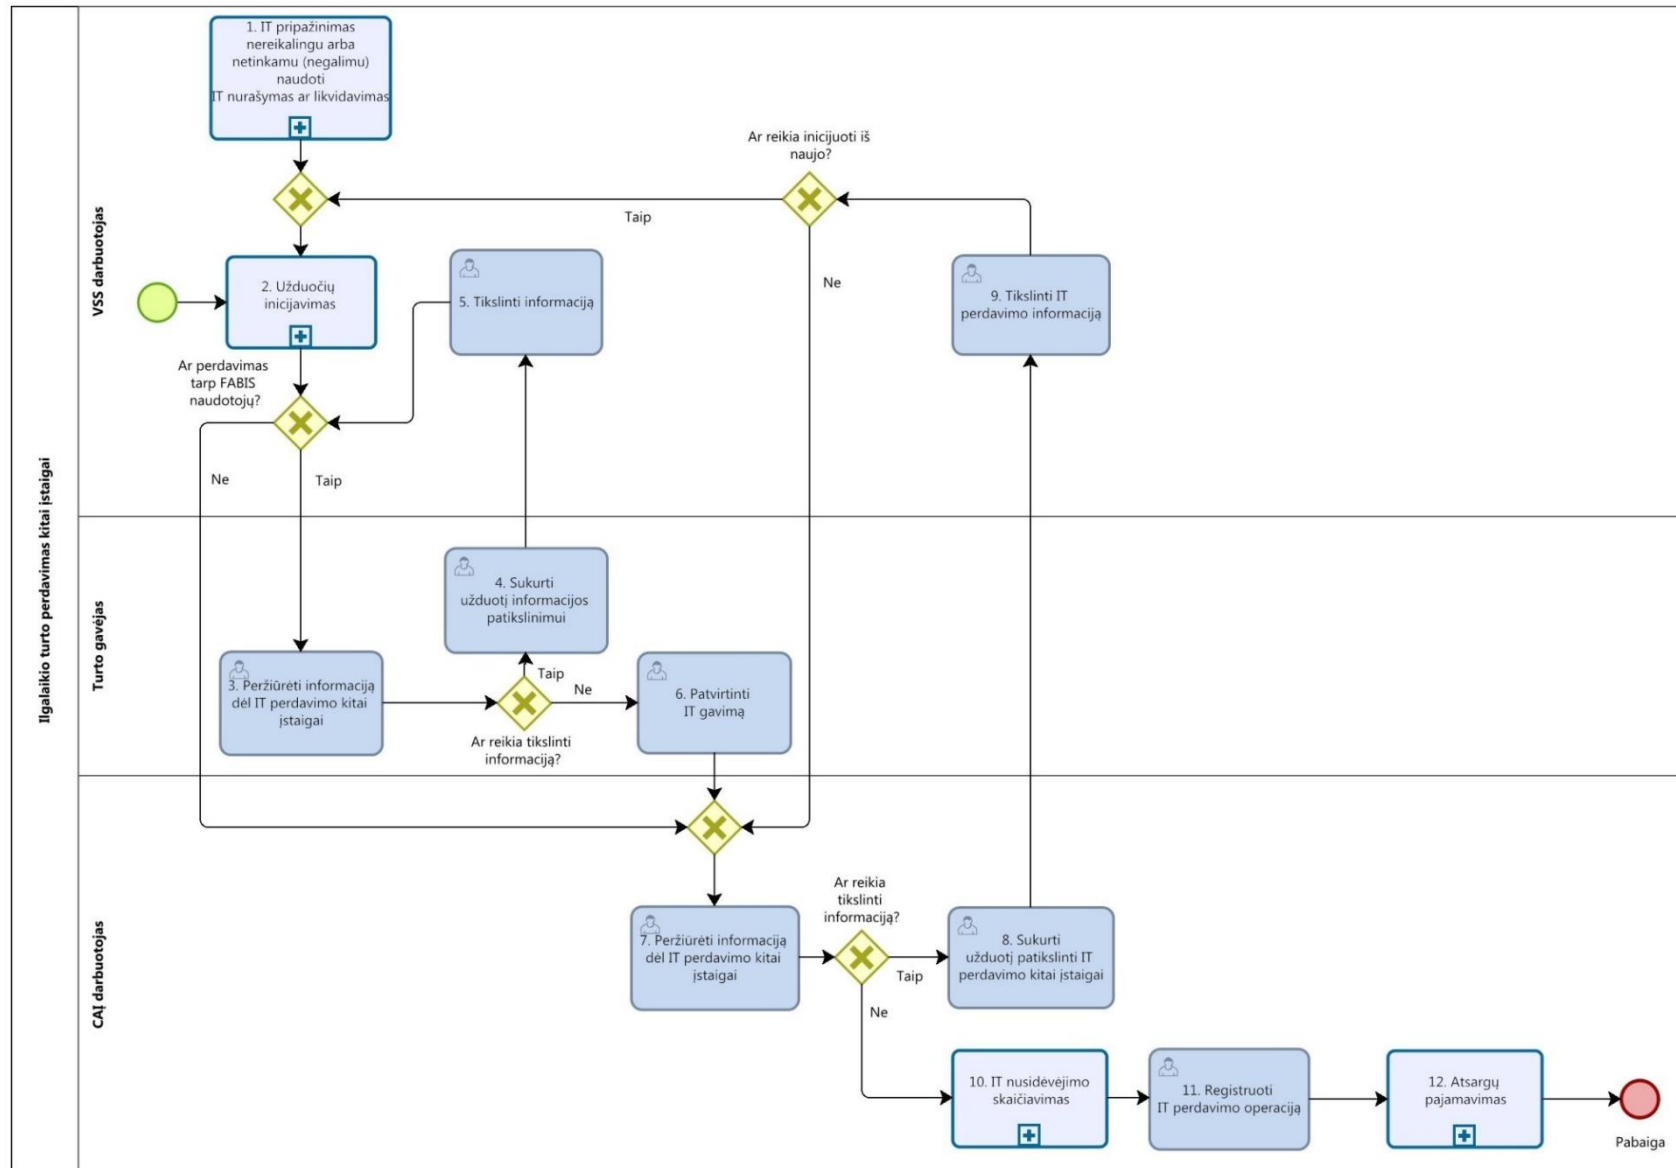 Ilgalaikio turto perdavimas kitai įstaigai
VSS darbuotojas
1. IT pripažinimas
nereikalingu arba
netinkamu (negalimu)
naudoti
IT nurašymas ar likvidavimas
Ar reikia inicijuoti iš
naujo?
Taip
Ne
2. Užduočių
inicijavimas
5. Tikslinti informaciją
9. Tikslinti IT
perdavimo informaciją
Ar perdavimas
tarp FABIS
naudotojų?
Ne
Taip
Turto gavėjas
4. Sukurti
užduotį informacijos
patikslinimui
3. Peržiūrėti informaciją
dėl IT perdavimo kitai
įstaigai
Taip
Ne
Ar reikia tikslinti
informaciją?
6. Patvirtinti
IT gavimą
CAĮ darbuotojas
7. Peržiūrėti informaciją
dėl IT perdavimo kitai
įstaigai
Ar reikia
tikslinti
informaciją?
Taip
Ne
8. Sukurti
užduotį patikslinti IT
perdavimo kitai įstaigai
10. IT nusidėvėjimo
skaičiavimas
11. Registruoti
IT perdavimo operaciją
12. Atsargų
pajamavimas
Pabaiga